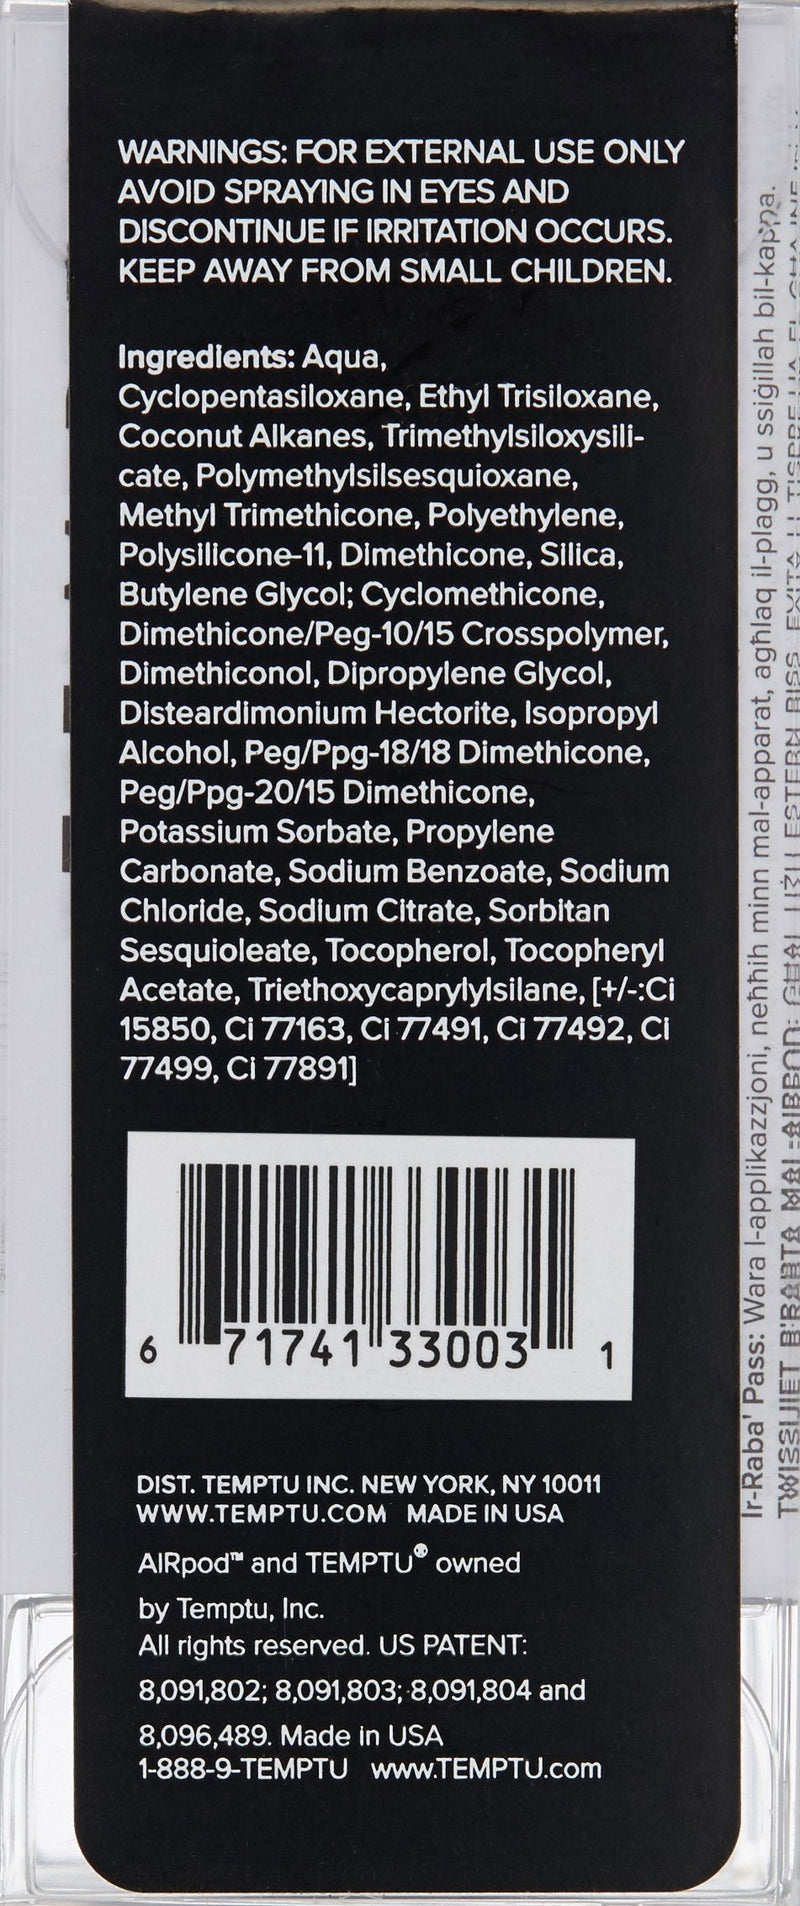 WARNINGS: FOR EXTERNAL USE ONLY
AVOID SPRAYING IN EYES AND
DISCONTINUE IF IRRITATION OCCURS.
KEEP AWAY FROM SMALL CHILDREN.
Ingredients: Aqua,
Cyclopentasiloxane, Ethyl Trisiloxane,
Coconut Alkanes, Trimethylsiloxysili-
cate, Polymethylsilsesquioxane,
Methyl Trimethicone, Polyethylene,
Polysilicone-11, Dimethicone, Silica,
Butylene Glycol; Cyclomethicone,
Dimethicone/Peg-10/15 Crosspolymer,
Dimethiconol, Dipropylene Glycol,
Disteardimonium Hectorite, Isopropyl
Alcohol, Peg/Ppg-18/18 Dimethicone,
Peg/Ppg-20/15 Dimethicone,
Potassium Sorbate, Propylene
Carbonate, Sodium Benzoate, Sodium
Chloride, Sodium Citrate, Sorbitan
Sesquioleate, Tocopherol, Tocopheryl
Acetate, Triethoxycaprylylsilane, [+/-:Ci
15850, Ci 77163, Ci 77491, Ci 77492, Ci
77499, Ci 77891]
6 71741 33003 1
DIST. TEMPTU INC. NEW YORK, NY 10011
WWW.TEMPTU.COM MADE IN USA
AIRpod™ and TEMPTU® owned
by Temptu, Inc.
All rights reserved. US PATENT:
8,091,802; 8,091,803; 8,091,804 and
8,096,489. Made in USA
1-888-9-TEMPTU www.TEMPTU.com
Ir-Raba' Pass: Wara l-applikazzjoni, neħħih minn mal-apparat, agħlaq il-plagg, u ssiġillah bil-kappa.